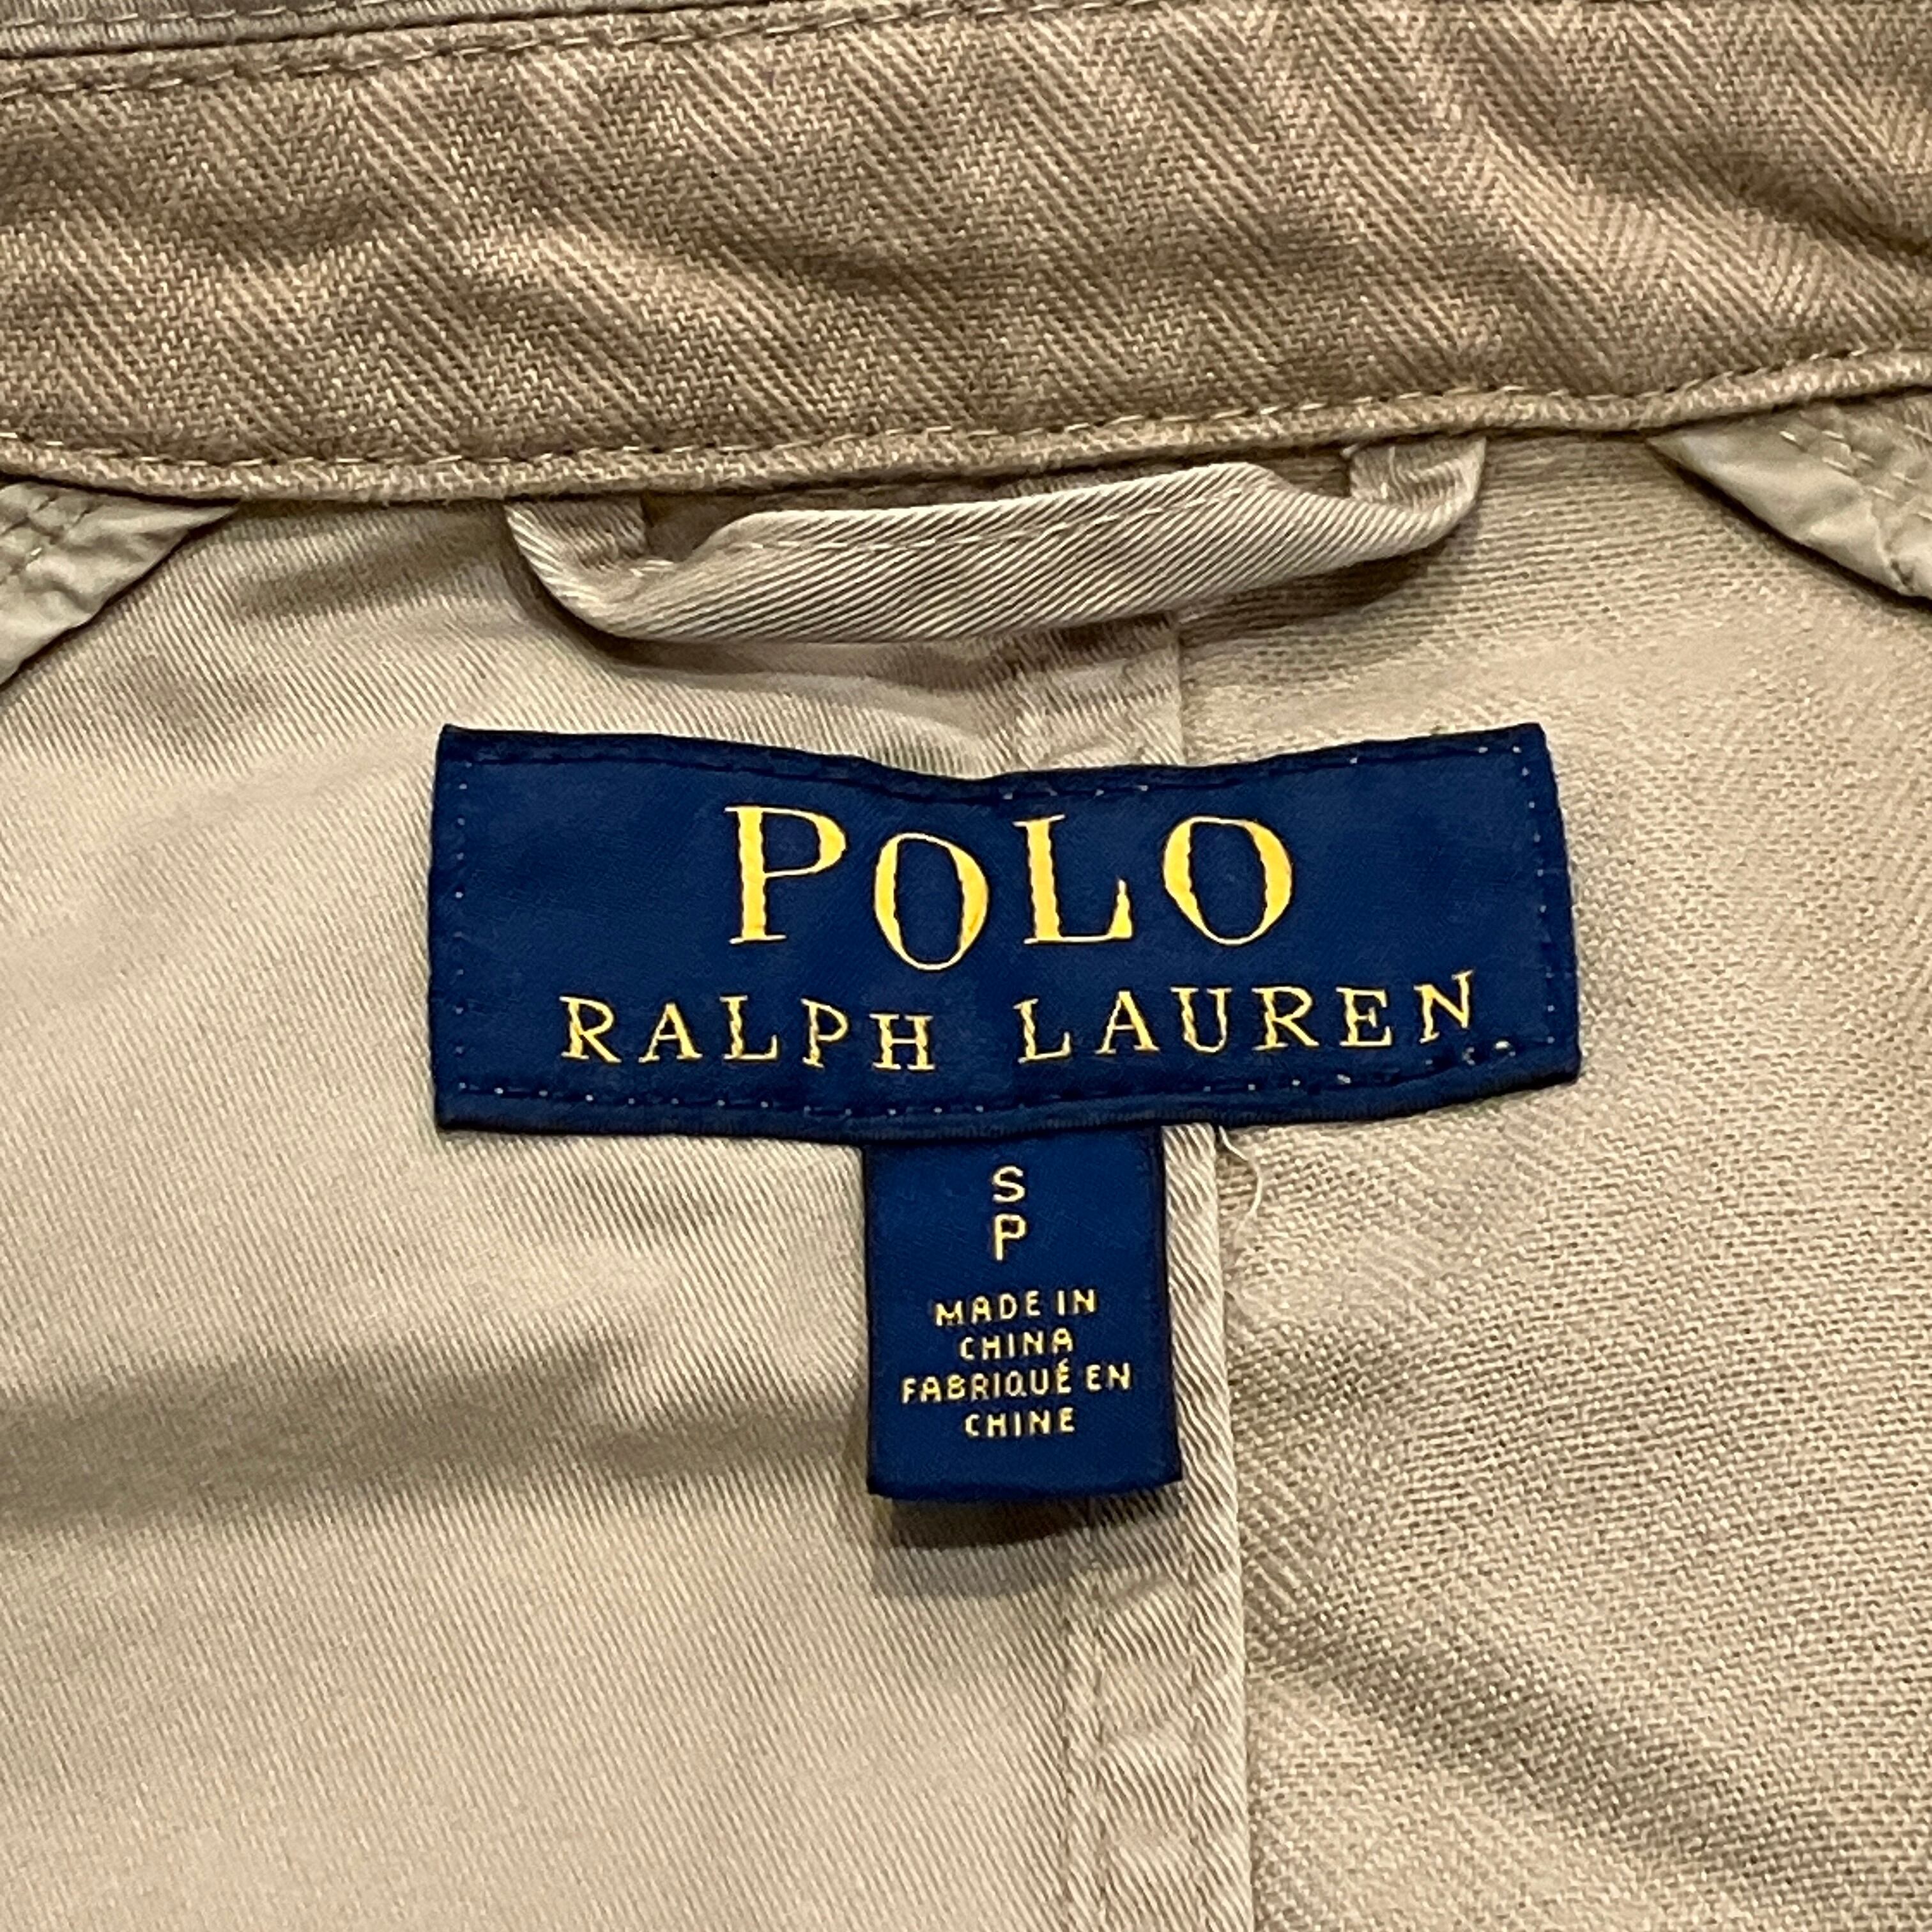 POLO
RALPH LAUREN
S
P
MADE IN
CHINA
FABRIQUÉ EN
CHINE